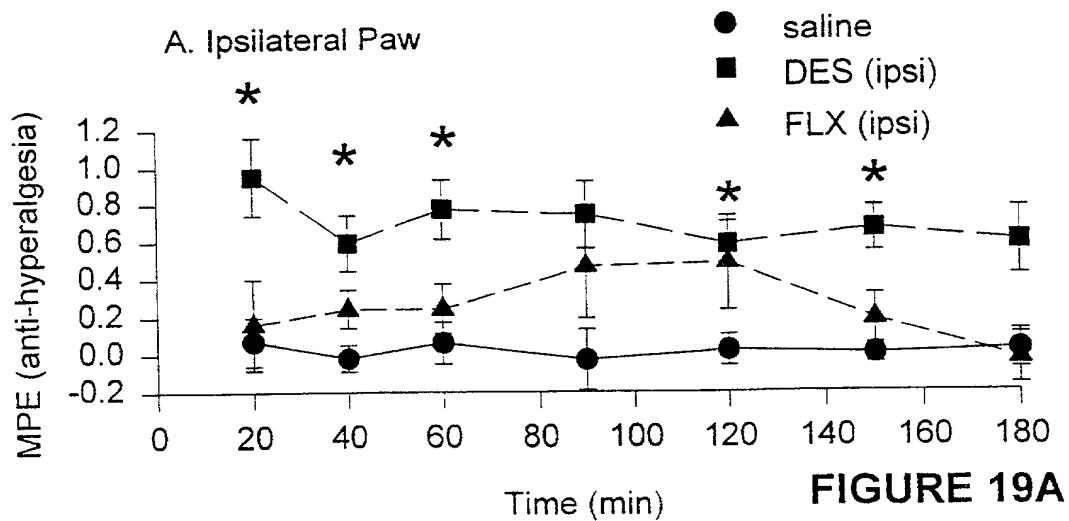 A. Ipsilateral Paw
saline
DES (ipsi)
FLX (ipsi)
*
*
*
*
*
MPE (anti-hyperalgesia)
1.2
1.0
0.8
0.6
0.4
0.2
0.0
-0.2
0 20 40 60 80 100 120 140 160 180
Time (min)
FIGURE 19A